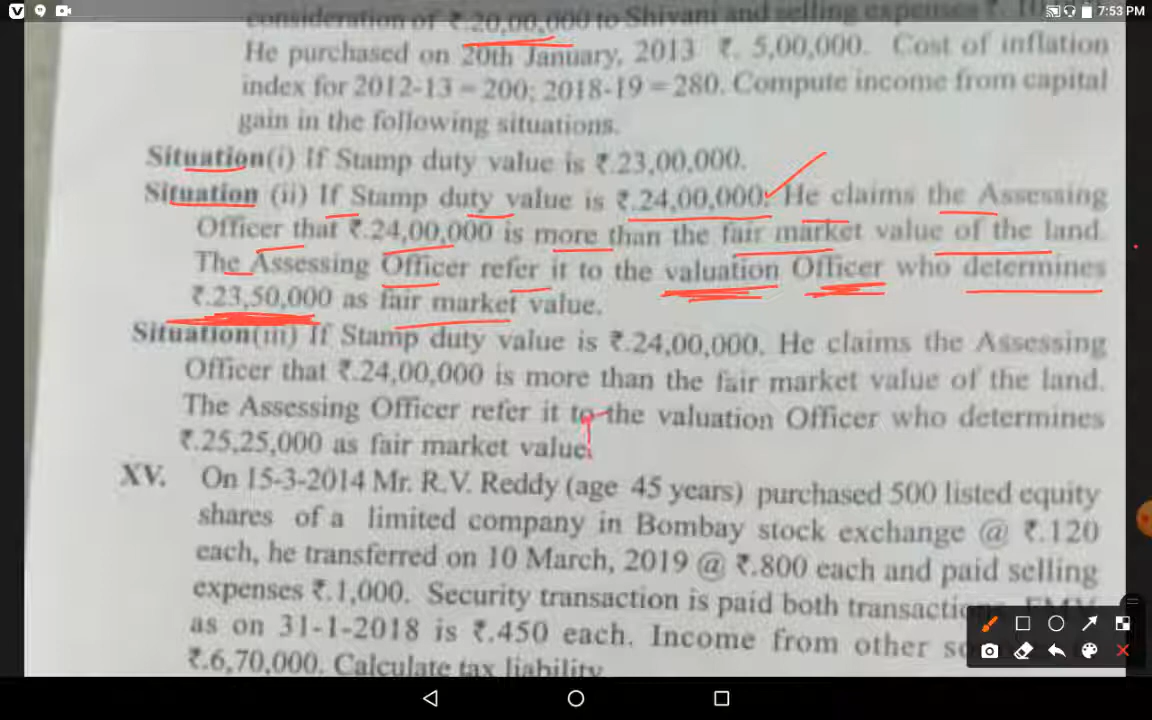 7:53 PM
consideration of ₹.20,00,000 to Shivani and selling expenses ₹.
He purchased on 20th January, 2013 ₹. 5,00,000. Cost of inflation
index for 2012-13 = 200; 2018-19 = 280. Compute income from capital
gain in the following situations.
Situation(i) If Stamp duty value is ₹.23,00,000.
Situation (ii) If Stamp duty value is ₹.24,00,000. He claims the Assessing
Officer that ₹.24,00,000 is more than the fair market value of the land.
The Assessing Officer refer it to the valuation Officer who determines
₹.23,50,000 as fair market value.
Situation(iii) If Stamp duty value is ₹.24,00,000. He claims the Assessing
Officer that ₹.24,00,000 is more than the fair market value of the land.
The Assessing Officer refer it to the valuation Officer who determines
₹.25,25,000 as fair market value.
XV. On 15-3-2014 Mr. R.V. Reddy (age 45 years) purchased 500 listed equity
shares of a limited company in Bombay stock exchange @ ₹.120
each, he transferred on 10 March, 2019 @ ₹.800 each and paid selling
expenses ₹.1,000. Security transaction is paid both transaction FMV
as on 31-1-2018 is ₹.450 each. Income from other
₹.6,70,000. Calculate tax liability